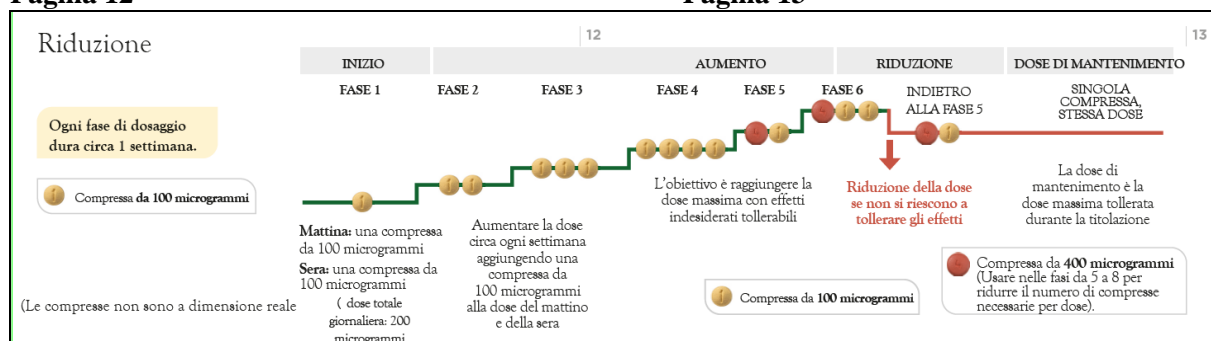 Pagina 12
Pagina 13
12
13
Riduzione
INIZIO
AUMENTO
RIDUZIONE
DOSE DI MANTENIMENTO
FASE 1
FASE 2
FASE 3
FASE 4
FASE 5
FASE 6
INDIETRO
ALLA FASE 5
SINGOLA
COMPRESSA,
STESSA DOSE
Ogni fase di dosaggio
dura circa 1 settimana.
Compressa da 100 microgrammi
Mattina: una compressa
da 100 microgrammi
Sera: una compressa da
100 microgrammi
( dose totale
giornaliera: 200
microgrammi
Aumentare la dose
circa ogni settimana
aggiungendo una
compressa da
100 microgrammi
alla dose del mattino
e della sera
L'obiettivo è raggiungere la
dose massima con effetti
indesiderati tollerabili
Riduzione della dose
se non si riescono a
tollerare gli effetti
La dose di
mantenimento è la
dose massima tollerata
durante la titolazione
(Le compresse non sono a dimensione reale
Compressa da 100 microgrammi
Compressa da 400 microgrammi
(Usare nelle fasi da 5 a 8 per
ridurre il numero di compresse
necessarie per dose).